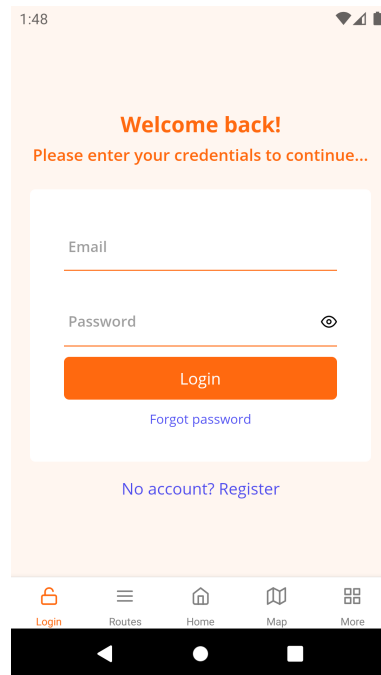 1:48
Welcome back!
Please enter your credentials to continue...
Email
Password
Login
Forgot password
No account? Register
Login Routes Home Map More